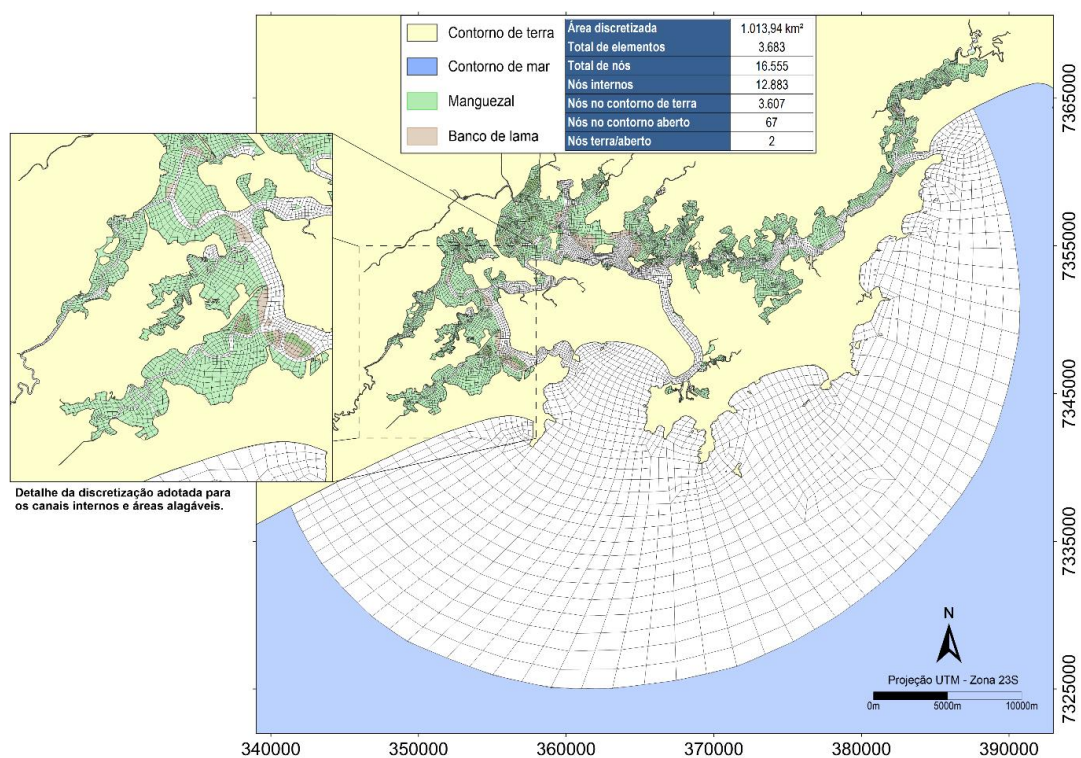 Contorno de terra
Contorno de mar
Manguezal
Banco de lama
Área discretizada 1.013,94 km²
Total de elementos 3.683
Total de nós 16.555
Nós internos 12.883
Nós no contorno de terra 3.607
Nós no contorno aberto 67
Nós terra/aberto 2
Detalhe da discretização adotada para
os canais internos e áreas alagáveis.
7365000
7355000
7345000
7335000
7325000
N
Projeção UTM - Zona 23S
0m 5000m 10000m
340000 350000 360000 370000 380000 390000